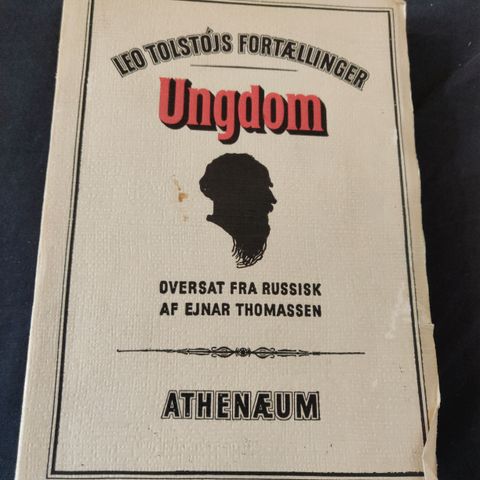 LEO TOLSTÓJS FORTÆLLINGER
Ungdom
OVERSAT FRA RUSSISK
AF EJNAR THOMASSEN
ATHENÆUM